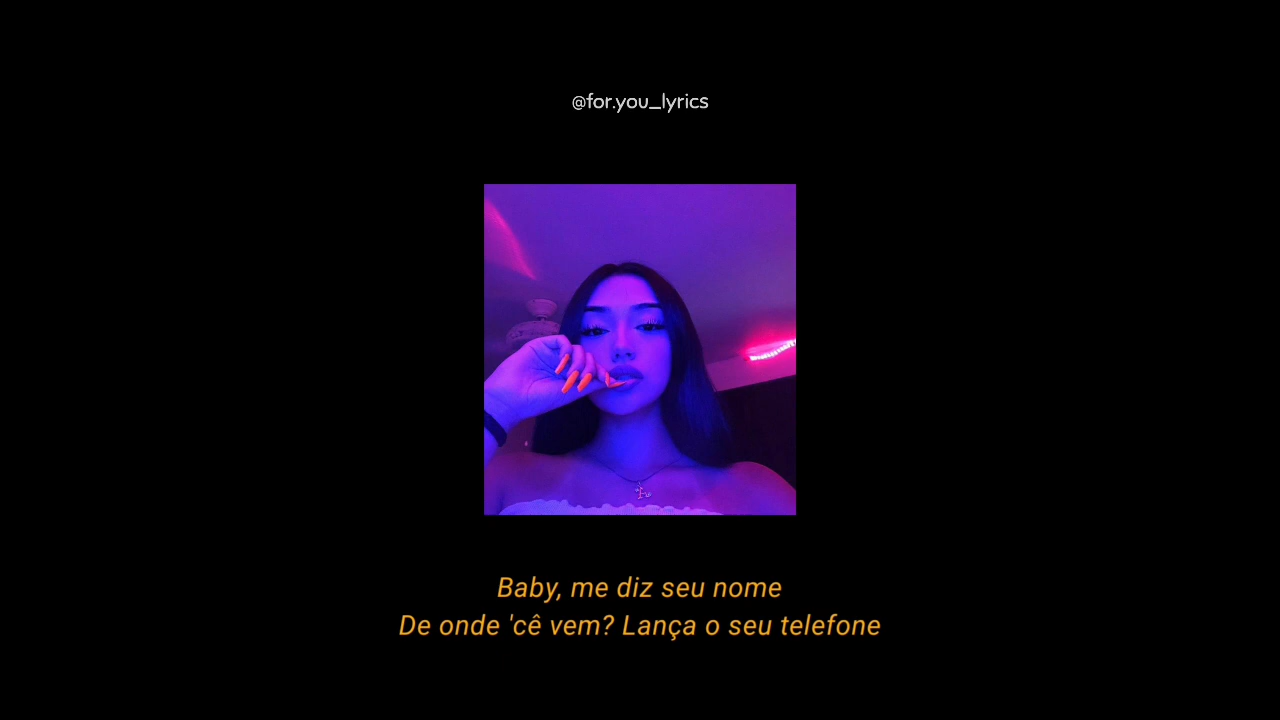 @for.you_lyrics
Baby, me diz seu nome
De onde 'cê vem? Lança o seu telefone